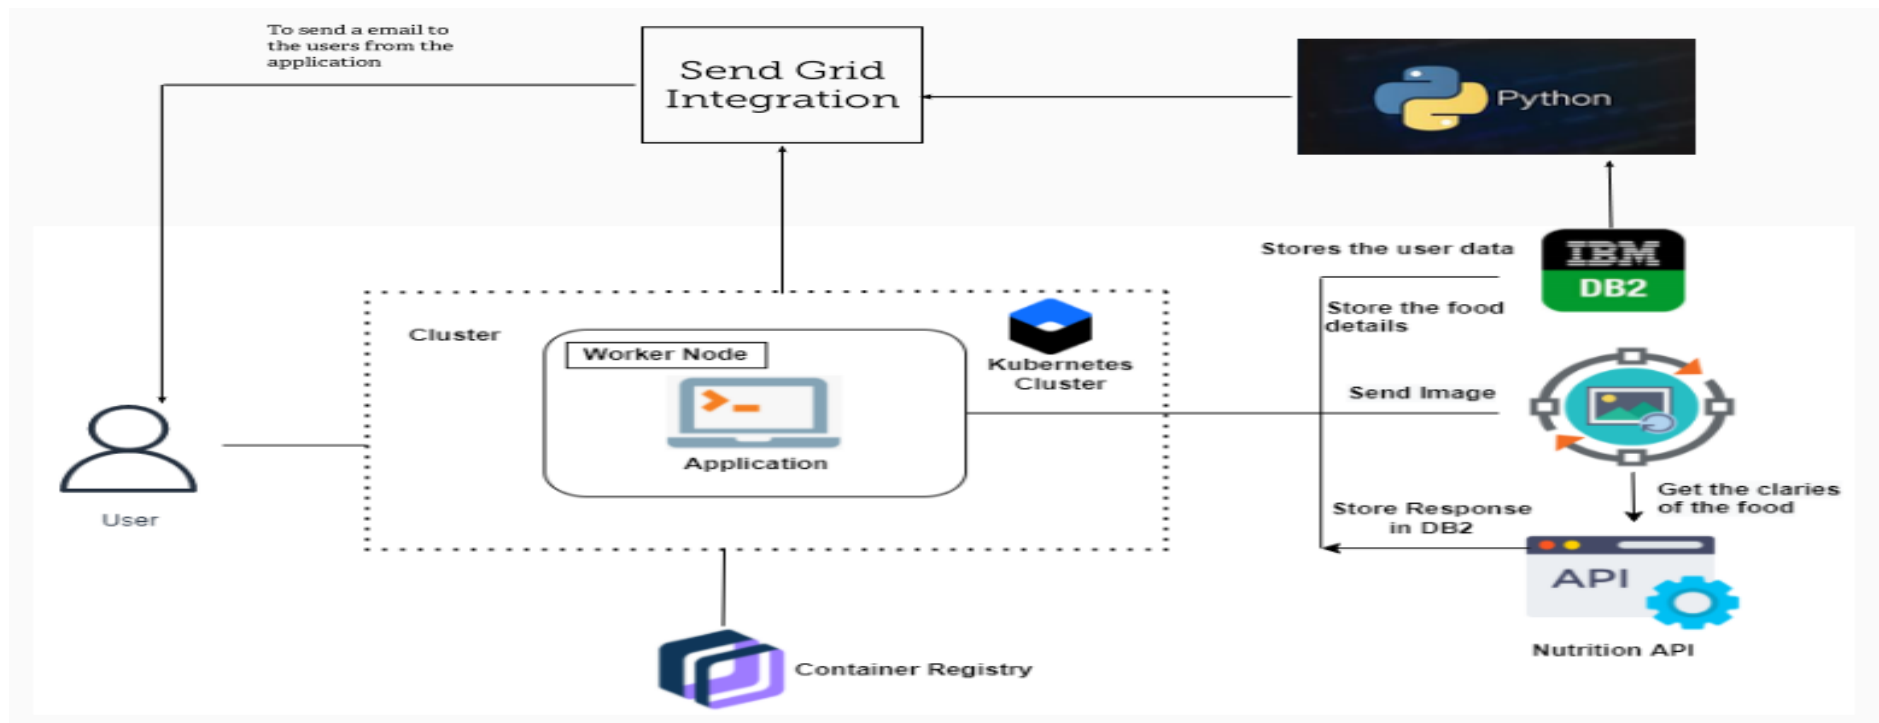 To send a email to
the users from the
application
Send Grid
Integration
Python
Stores the user data
IBM
DB2
Store the food
details
Cluster
Worker Node
Kubernetes
Cluster
Send Image
Application
User
Get the claries
of the food
Store Response
in DB2
API
Nutrition API
Container Registry